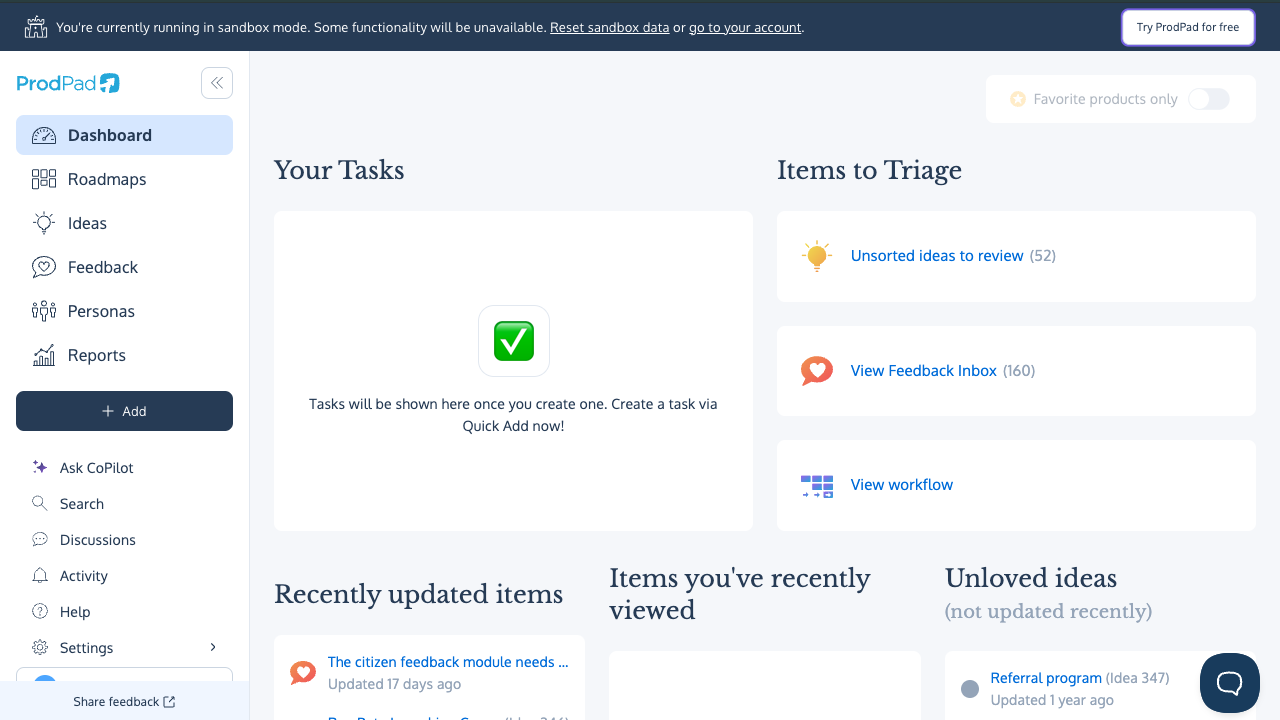 You're currently running in sandbox mode. Some functionality will be unavailable. Reset sandbox data or go to your account.
Try ProdPad for free
ProdPad
Favorite products only
Dashboard
Roadmaps
Ideas
Feedback
Personas
Reports
Add
Ask CoPilot
Search
Discussions
Activity
Help
Settings
Share feedback
Your Tasks
Tasks will be shown here once you create one. Create a task via
Quick Add now!
Items to Triage
Unsorted ideas to review (52)
View Feedback Inbox (160)
View workflow
Recently updated items
The citizen feedback module needs ...
Updated 17 days ago
Items you've recently
viewed
Unloved ideas
(not updated recently)
Referral program (Idea 347)
Updated 1 year ago